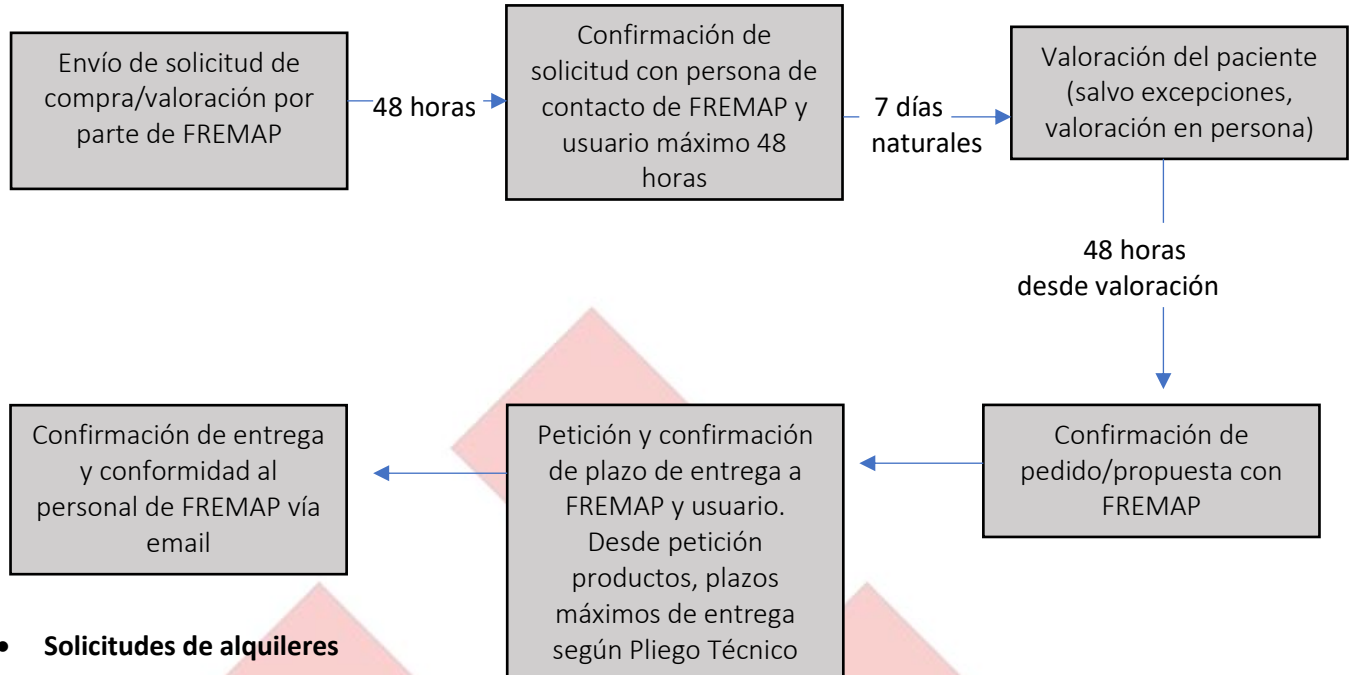 Envío de solicitud de
compra/valoración por
parte de FREMAP
48 horas
Confirmación de
solicitud con persona de
contacto de FREMAP y
usuario máximo 48
horas
7 días
naturales
Valoración del paciente
(salvo excepciones,
valoración en persona)
48 horas
desde valoración
Confirmación de
pedido/propuesta con
FREMAP
Petición y confirmación
de plazo de entrega a
FREMAP y usuario.
Desde petición
productos, plazos
máximos de entrega
según Pliego Técnico
Confirmación de entrega
y conformidad al
personal de FREMAP vía
email
• Solicitudes de alquileres